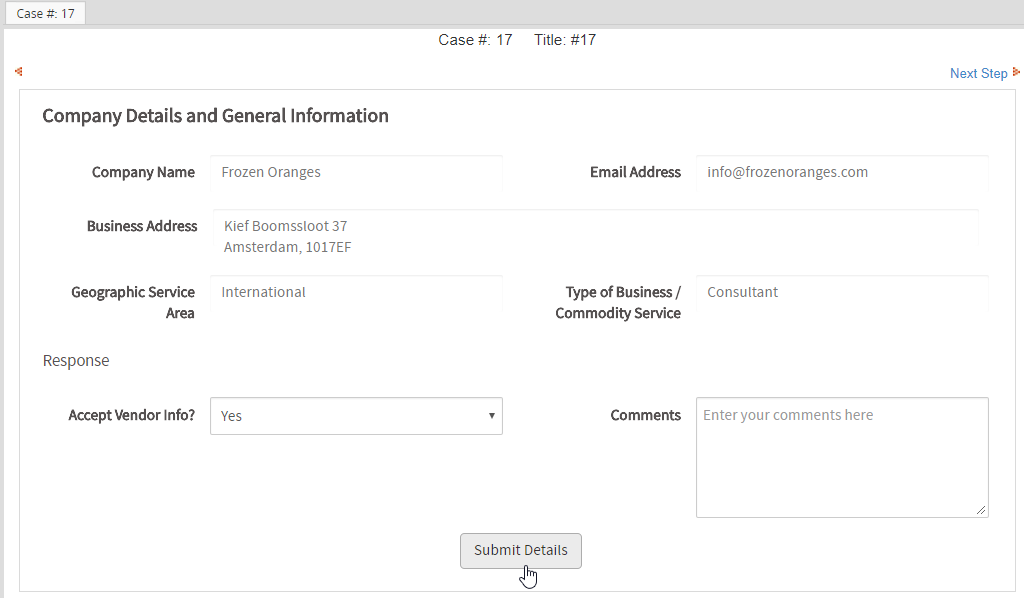 Case #: 17
Case #: 17 Title: #17
Next Step
Company Details and General Information
Company Name Frozen Oranges Email Address info@frozenoranges.com
Business Address Kief Boomssloot 37
Amsterdam, 1017EF
Geographic Service International Type of Business / Consultant
Area Commodity Service
Response
Accept Vendor Info? Yes Comments Enter your comments here
Submit Details